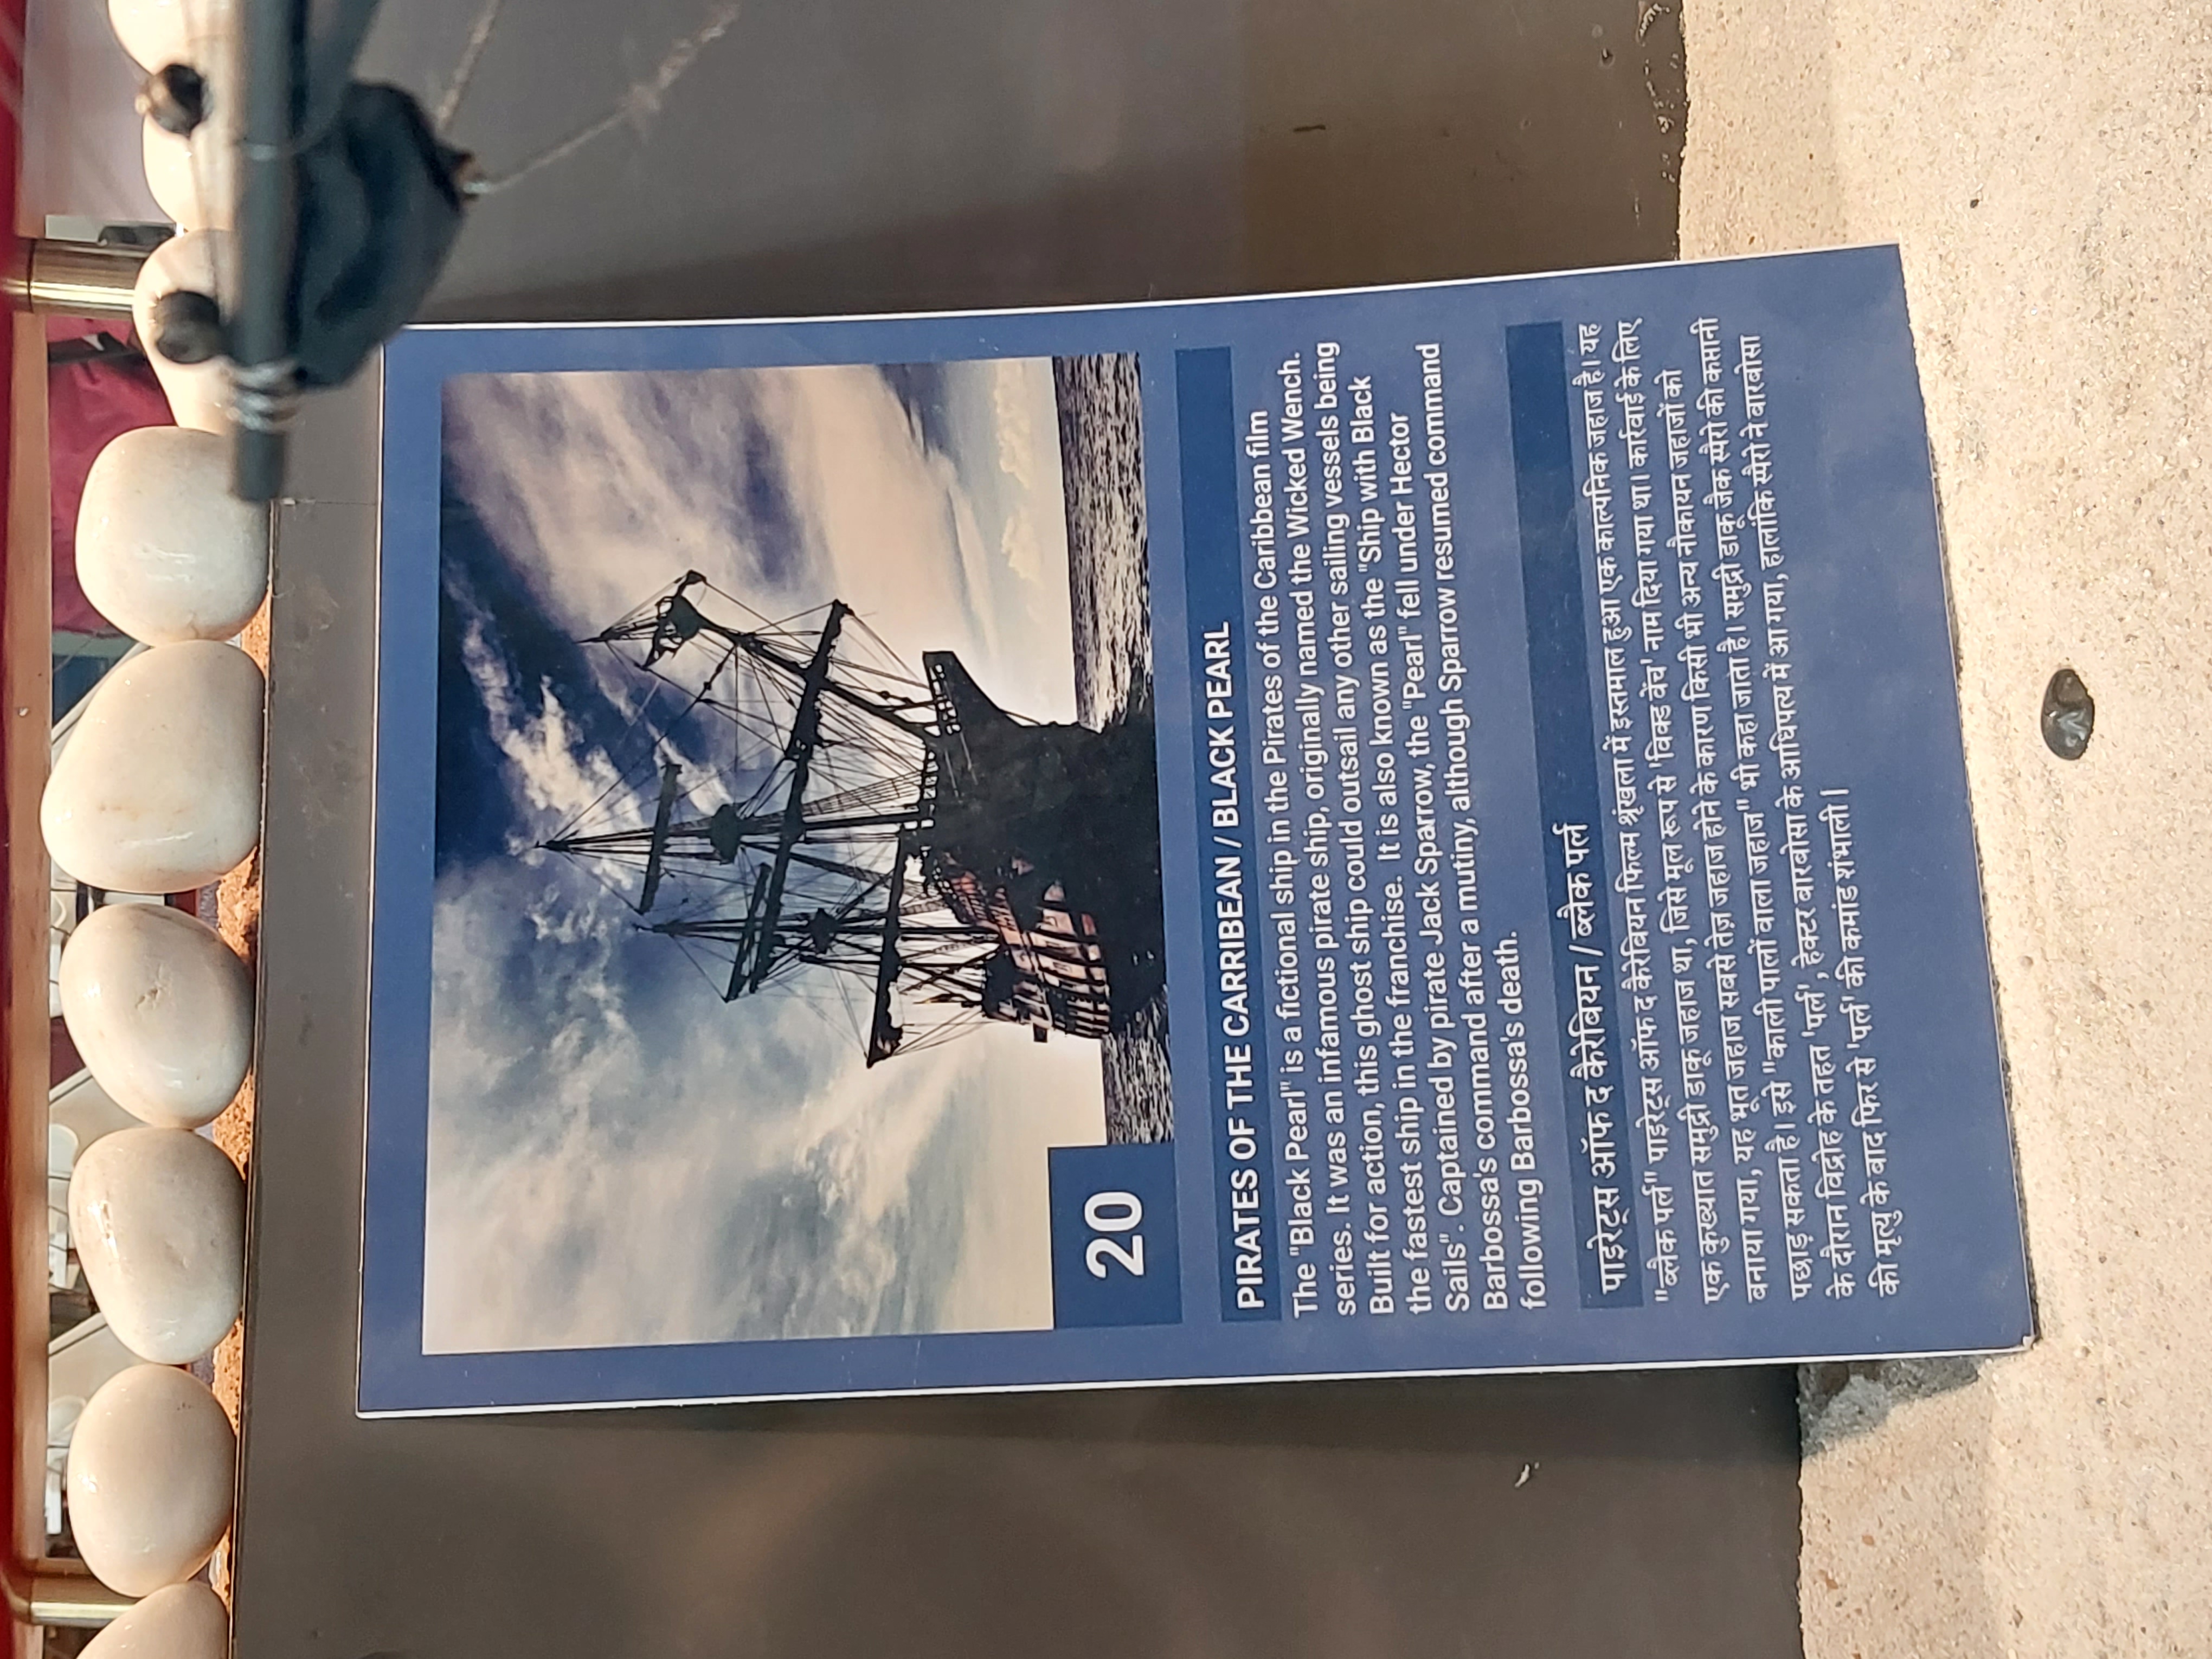 20
PIRATES OF THE CARRIBEAN / BLACK PEARL
The "Black Pearl" is a fictional ship in the Pirates of the Caribbean film
series. It was an infamous pirate ship, originally named the Wicked Wench.
Built for action, this ghost ship could outsail any other sailing vessels being
the fastest ship in the franchise.  It is also known as the "Ship with Black
Sails". Captained by pirate Jack Sparrow, the "Pearl" fell under Hector
Barbossa's command after a mutiny, although Sparrow resumed command
following Barbossa's death.
पाइरेट्स ऑफ द कैरेबियन / ब्लैक पर्ल
"ब्लैक पर्ल" पाइरेट्स ऑफ द कैरेबियन फिल्म श्रृंखला में इस्तमाल हुआ एक काल्पनिक जहाज है। यह
एक कुख्यात समुद्री डाकू जहाज था, जिसे मूल रूप से 'विक्ड वेंच' नाम दिया गया था। कार्रवाई के लिए
बनाया गया, यह भूत जहाज सबसे तेज़ जहाज होने के कारण किसी भी अन्य नौकायन जहाजों को
पछाड़ सकता है। इसे "काली पालों वाला जहाज" भी कहा जाता है। समुद्री डाकू जैक स्पैरो की कप्तानी
के दौरान विद्रोह के तहत 'पर्ल', हेक्टर बारबोसा के आधिपत्य में आ गया, हालांकि स्पैरो ने बारबोसा
की मृत्यु के बाद फिर से 'पर्ल' की कमांड शंभाली |